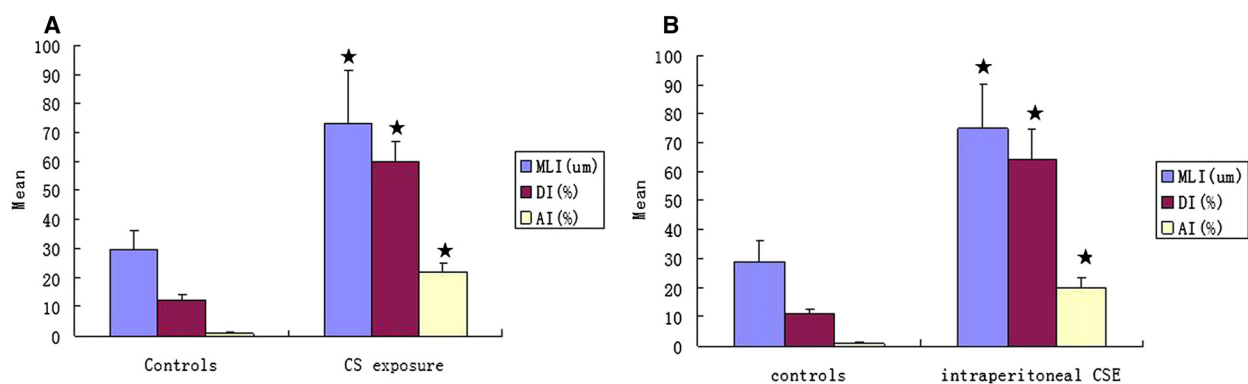 A
100
90
80
70
60
50
40
30
20
10
0
Mean
Controls
CS exposure
MLI(um)
DI(%)
AI(%)
B
100
90
80
70
60
50
40
30
20
10
0
Mean
controls
intraperitoneal CSE
MLI(um)
DI(%)
AI(%)